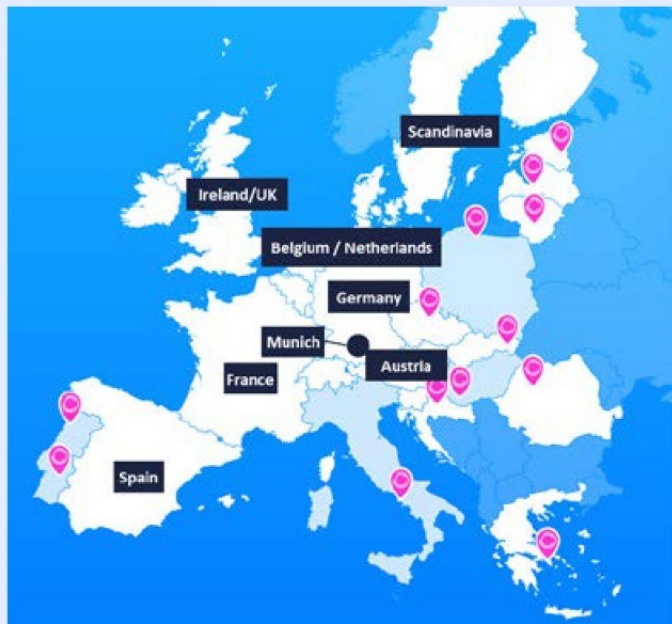 Scandinavia
Ireland/UK
Belgium / Netherlands
Germany
Munich
Austria
France
Spain